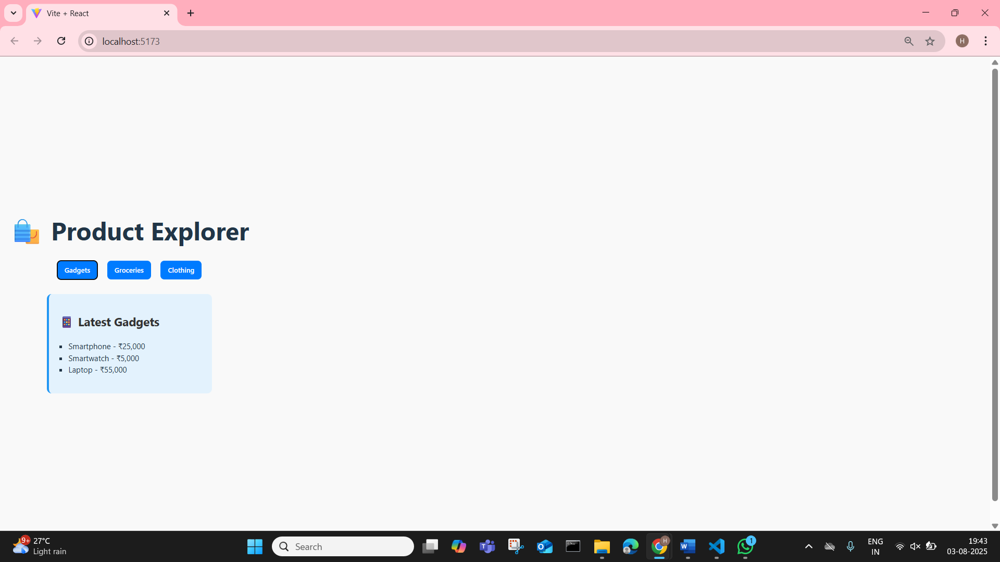 Vite + React
localhost:5173
H
Product Explorer
Gadgets Groceries Clothing
Latest Gadgets
Smartphone - ₹25,000
Smartwatch - ₹5,000
Laptop - ₹55,000
9+ 27°C
Light rain
Search
H
1
ENG
IN
19:43
03-08-2025